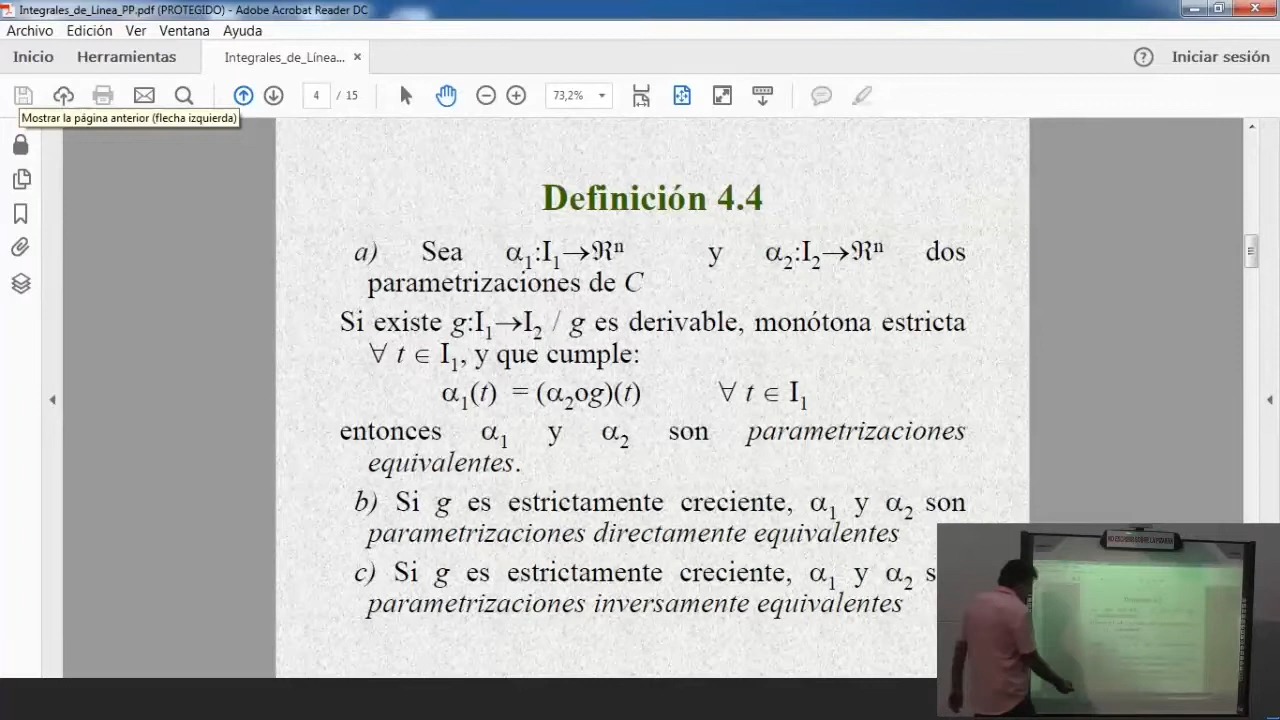 Integrales_de_Linea_PP.pdf (PROTEGIDO) - Adobe Acrobat Reader DC
Archivo Edición Ver Ventana Ayuda
Inicio Herramientas Integrales_de_Línea... × Iniciar sesión
4 / 15 73,2%
Mostrar la página anterior (flecha izquierda)
Definición 4.4
a) Sea α₁:I₁→ℜⁿ y α₂:I₂→ℜⁿ dos
parametrizaciones de C
Si existe g:I₁→I₂ / g es derivable, monótona estricta
∀ t ∈ I₁, y que cumple:
α₁(t) = (α₂og)(t) ∀ t ∈ I₁
entonces α₁ y α₂ son parametrizaciones
equivalentes.
b) Si g es estrictamente creciente, α₁ y α₂ son
parametrizaciones directamente equivalentes
c) Si g es estrictamente creciente, α₁ y α₂ s
parametrizaciones inversamente equivalentes